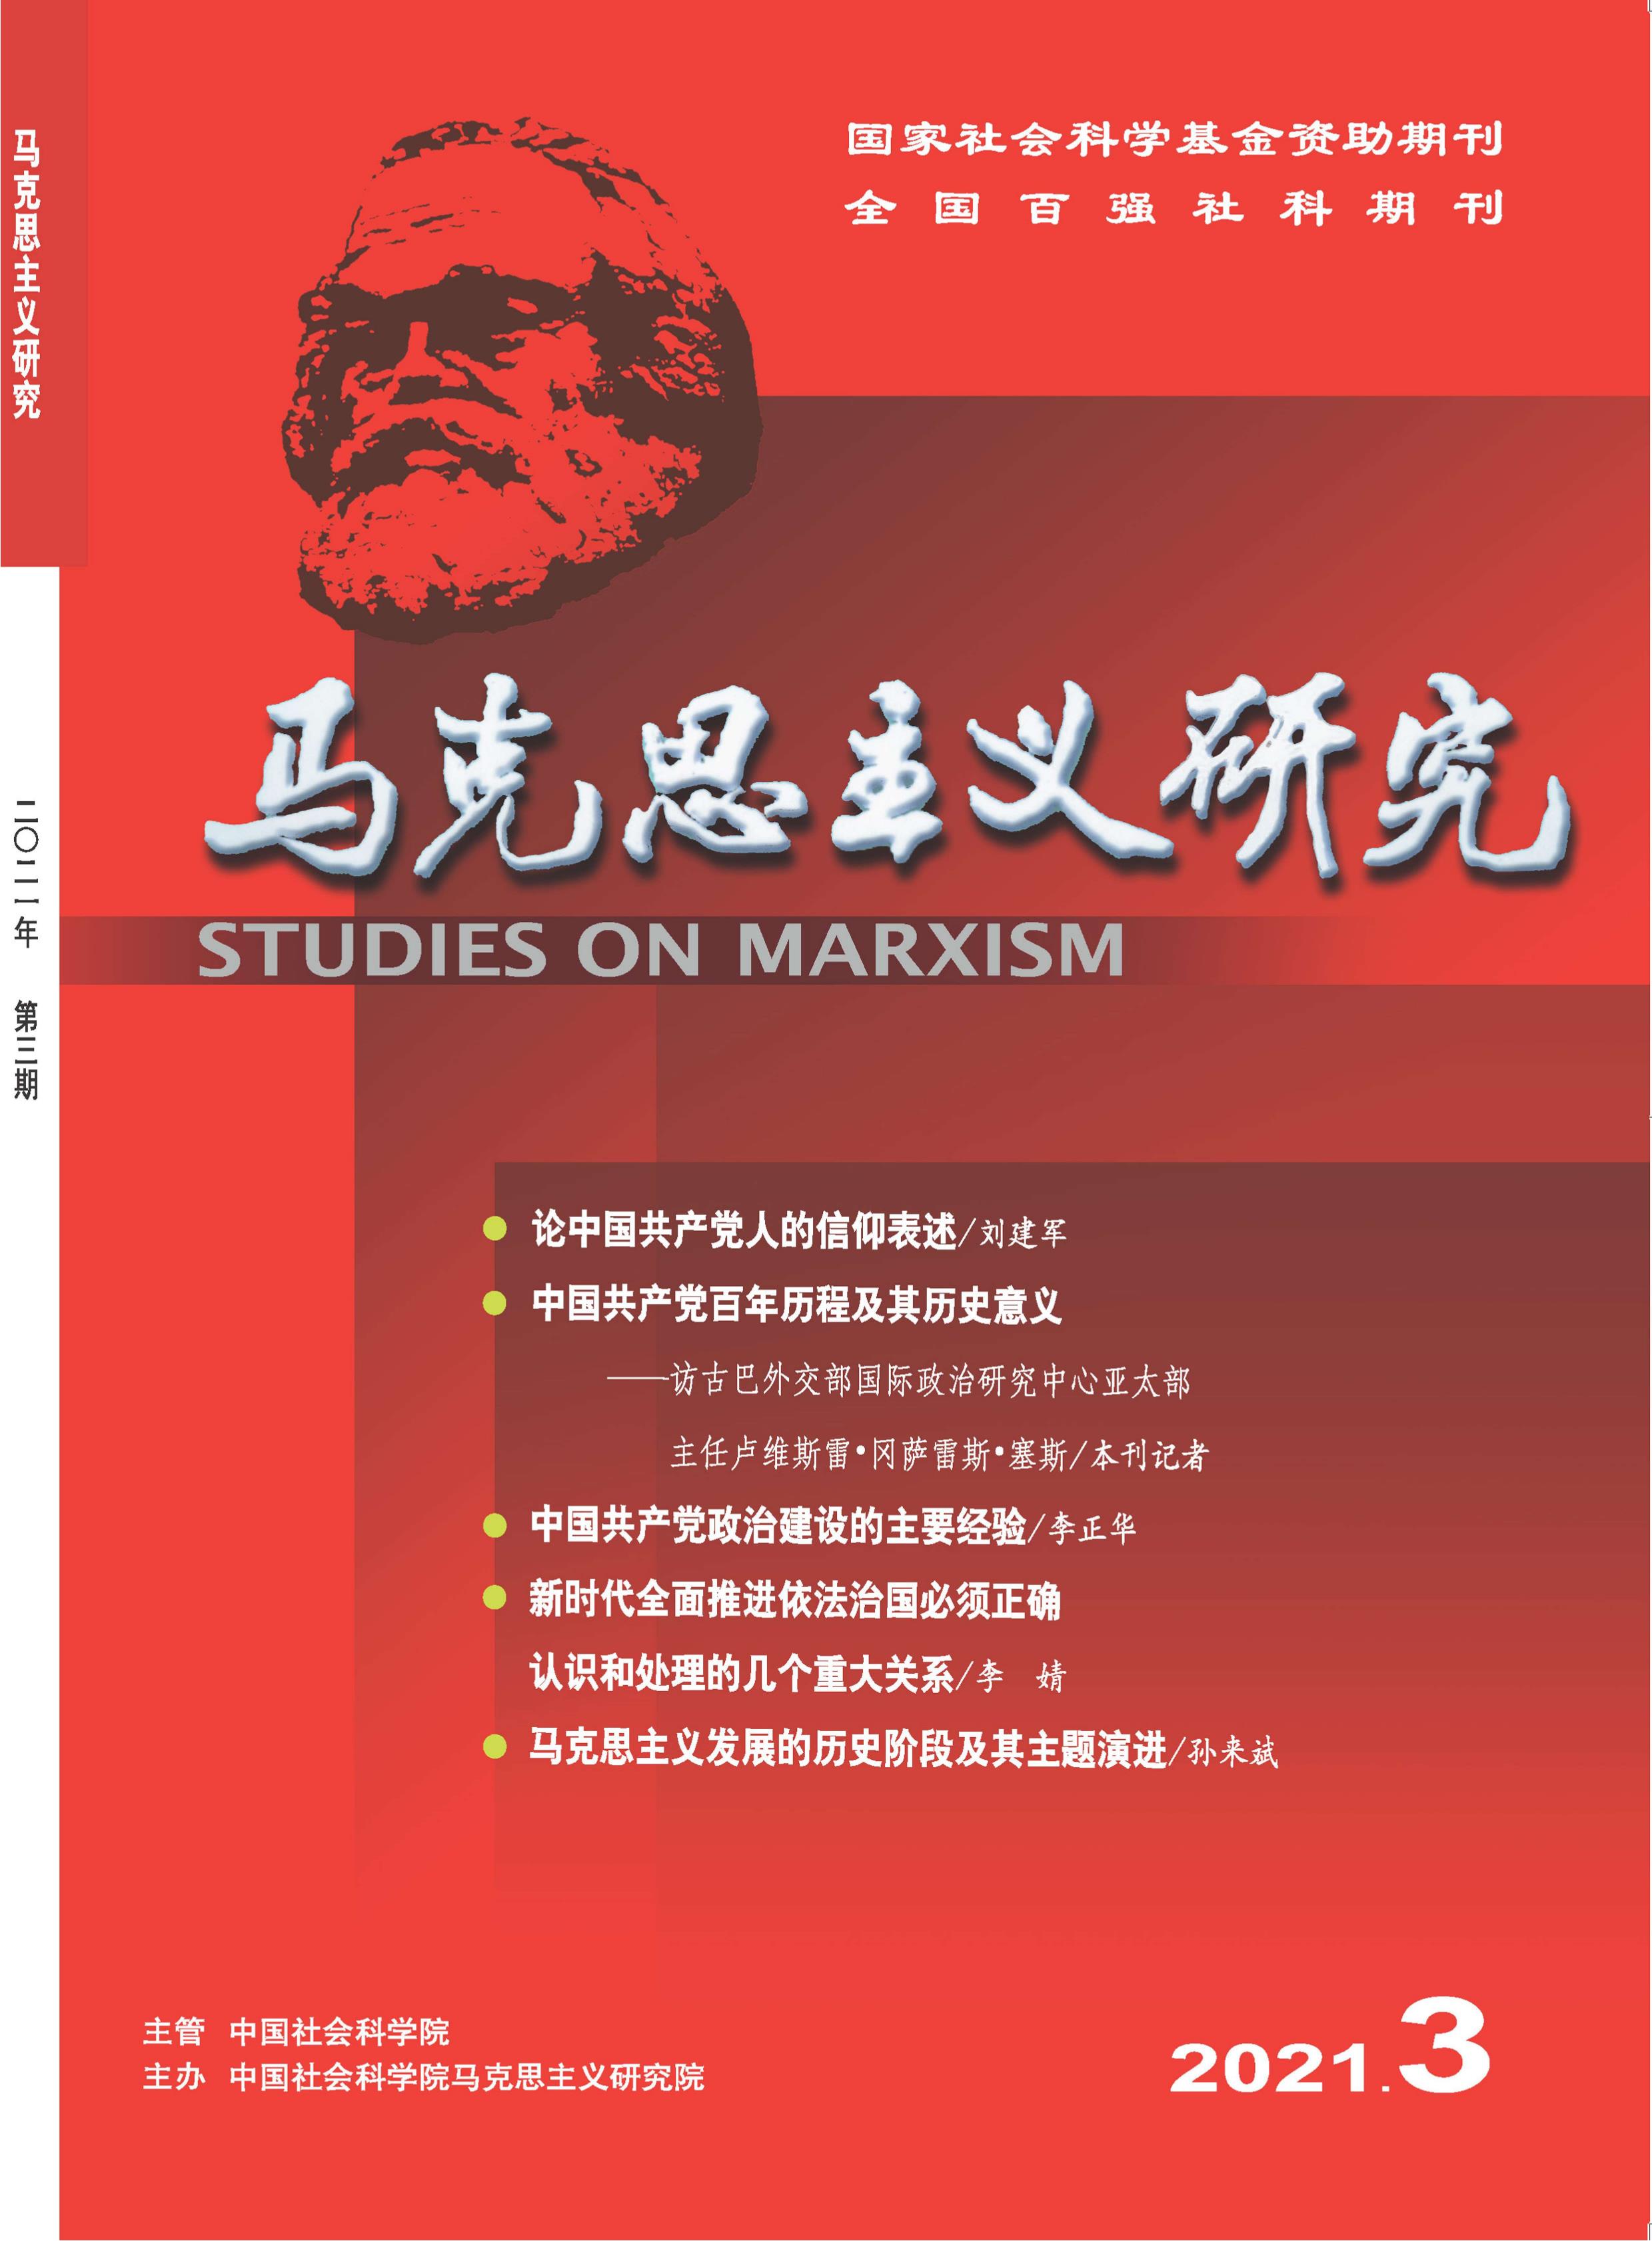 马克思主义研究
二〇二一年 第三期
国家社会科学基金资助期刊
全国百强社科期刊
马克思主义研究
STUDIES ON MARXISM
论中国共产党人的信仰表述/刘建军
中国共产党百年历程及其历史意义
——访古巴外交部国际政治研究中心亚太部
主任卢维斯雷·冈萨雷斯·塞斯/本刊记者
中国共产党政治建设的主要经验/李正华
新时代全面推进依法治国必须正确
认识和处理的几个重大关系/李 婧
马克思主义发展的历史阶段及其主题演进/孙来斌
主管 中国社会科学院
主办 中国社会科学院马克思主义研究院
2021.3